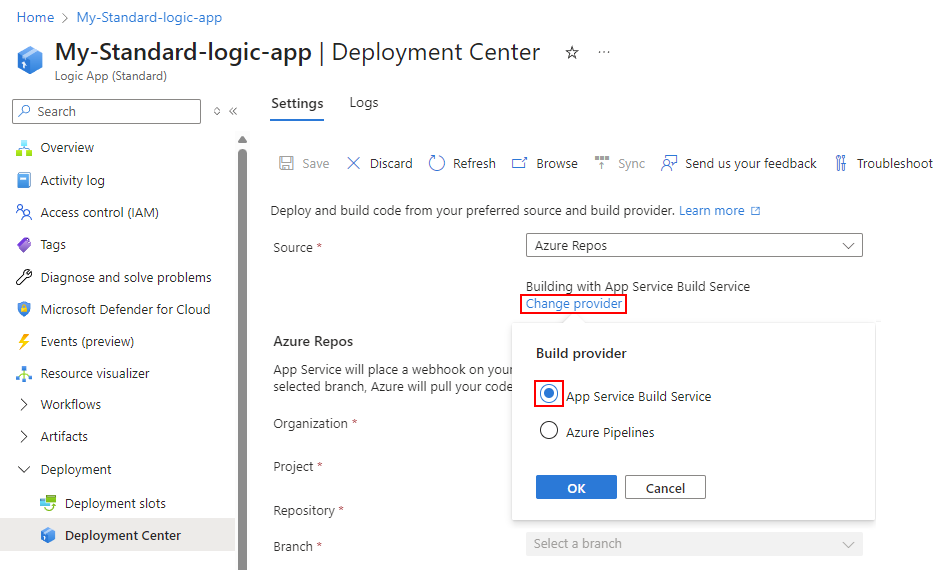 Home > My-Standard-logic-app
My-Standard-logic-app | Deployment Center
Logic App (Standard)
Search
Overview
Activity log
Access control (IAM)
Tags
Diagnose and solve problems
Microsoft Defender for Cloud
Events (preview)
Resource visualizer
Workflows
Artifacts
Deployment
Deployment slots
Deployment Center
Settings Logs
Save Discard Refresh Browse Sync Send us your feedback Troubleshoot
Deploy and build code from your preferred source and build provider. Learn more
Source * Azure Repos
Building with App Service Build Service
Change provider
Azure Repos
App Service will place a webhook on your
selected branch, Azure will pull your code
Organization *
Project *
Repository *
Branch * Select a branch
Build provider
App Service Build Service
Azure Pipelines
OK Cancel